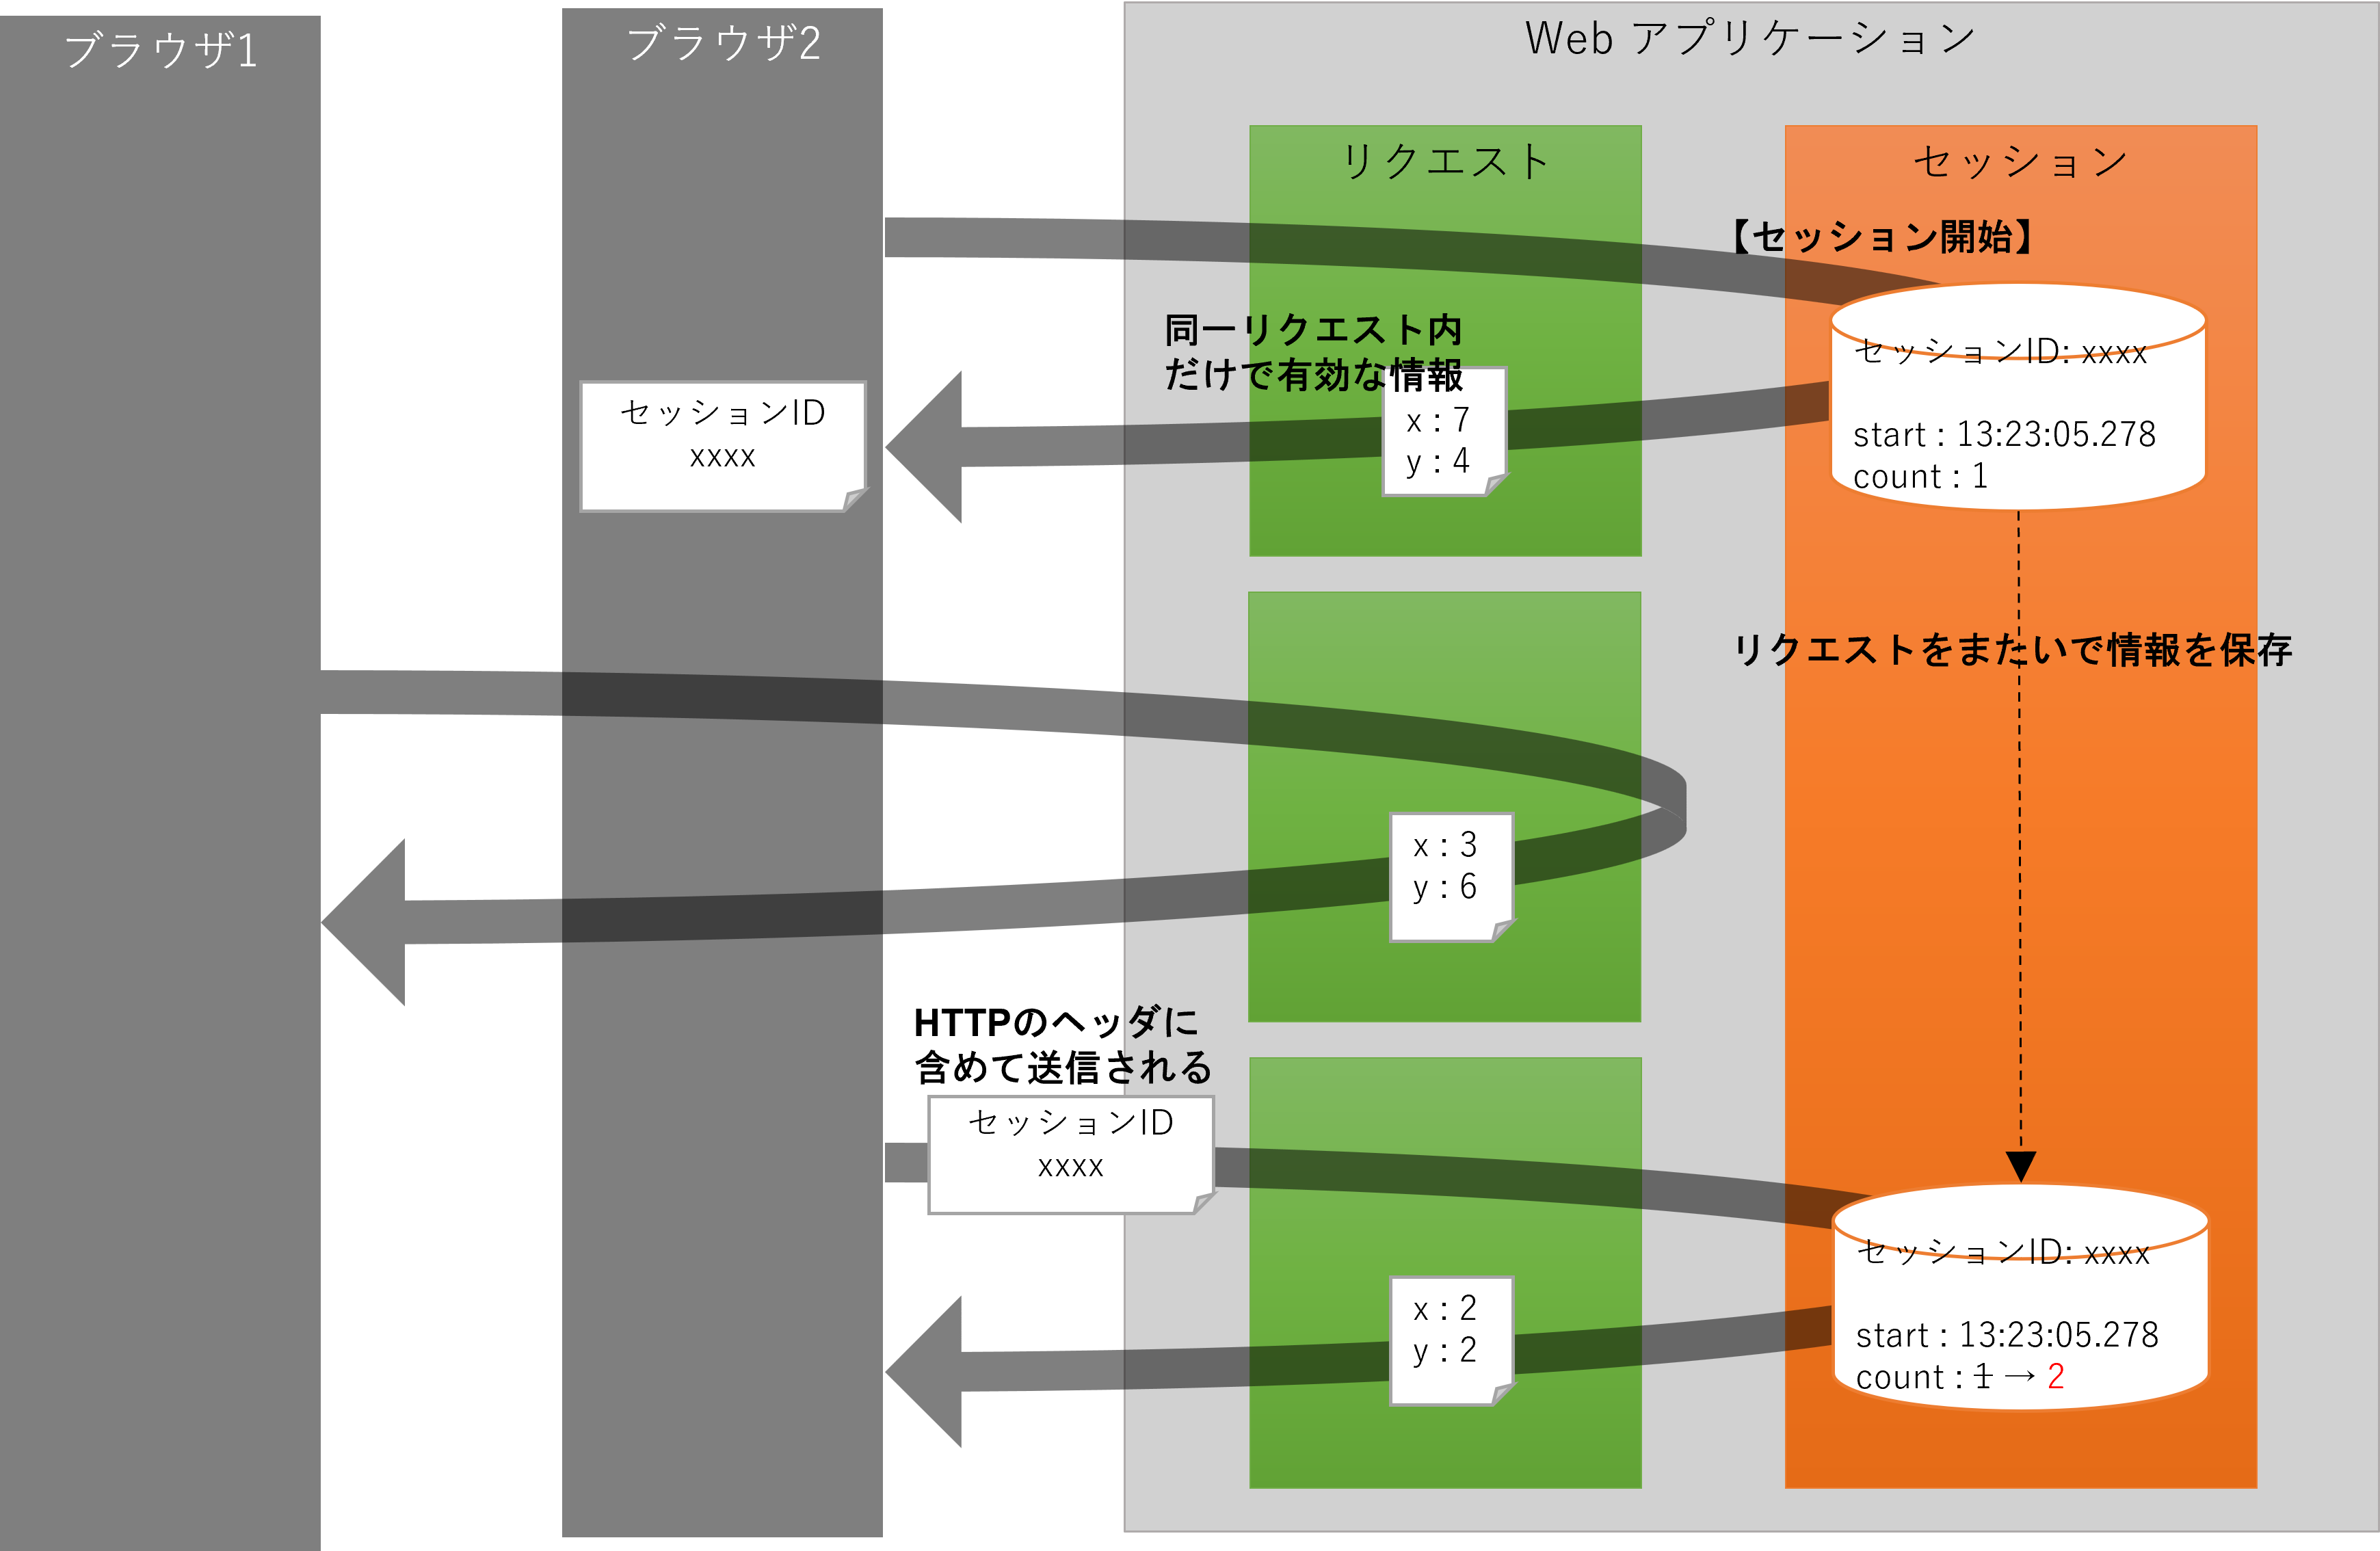 ブラウザ1
ブラウザ2
Web アプリケーション
リクエスト
セッション
【セッション開始】
同一リクエスト内
だけで有効な情報
セッションID: xxxx
start : 13:23:05.278
count : 1
セッションID
xxxx
x : 7
y : 4
リクエストをまたいで情報を保存
x : 3
y : 6
HTTPのヘッダに
含めて送信される
セッションID
xxxx
セッションID: xxxx
start : 13:23:05.278
count : 1 → 2
x : 2
y : 2